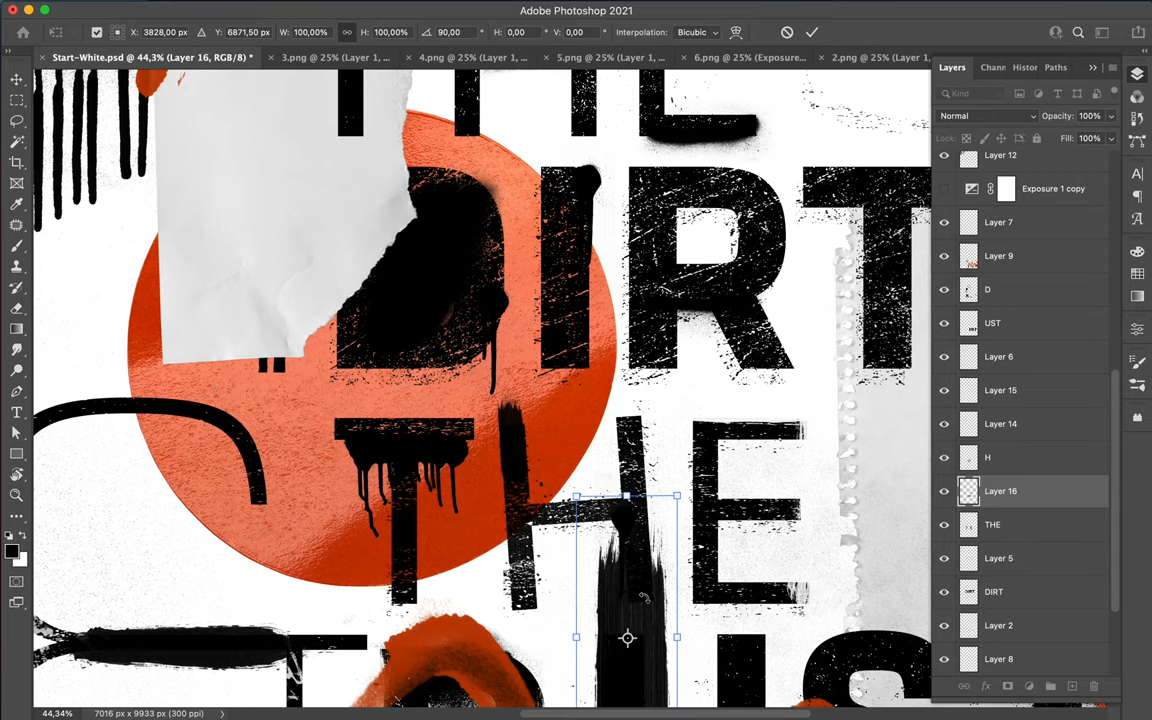 Adobe Photoshop 2021
X: 3828,00 px Y: 6871,50 px W: 100,00% H: 100,00% 90,00 H: 0,00 V: 0,00 Interpolation: Bicubic
Start-White.psd @ 44,3% (Layer 16, RGB/8) * 3.png @ 25% (Layer 1, ... 4.png @ 25% (Layer 1, ... 5.png @ 25% (Layer 1, ... 6.png @ 25% (Exposure... 2.png @ 25% (Layer 1,
Layers Chann Histor Paths
Kind
Normal Opacity: 100%
Lock: Fill: 100%
Layer 12
Exposure 1 copy
Layer 7
Layer 9
D
UST
Layer 6
Layer 15
Layer 14
H
Layer 16
THE
Layer 5
DIRT
Layer 2
Layer 8
THE
DIRT
THE
44,34% 7016 px x 9933 px (300 ppi)